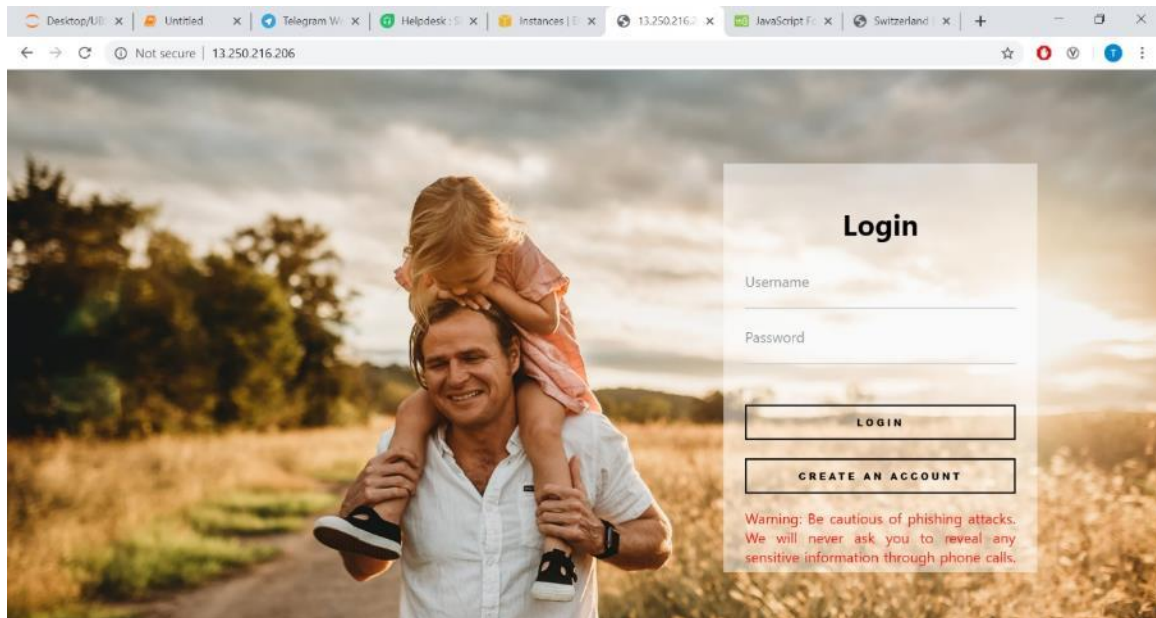 Desktop/UB
Untitled
Telegram W
Helpdesk : S
Instances | E
13.250.216.2
JavaScript Fo
Switzerland
Not secure | 13.250.216.206
Login
Username
Password
LOGIN
CREATE AN ACCOUNT
Warning: Be cautious of phishing attacks.
We will never ask you to reveal any
sensitive information through phone calls.